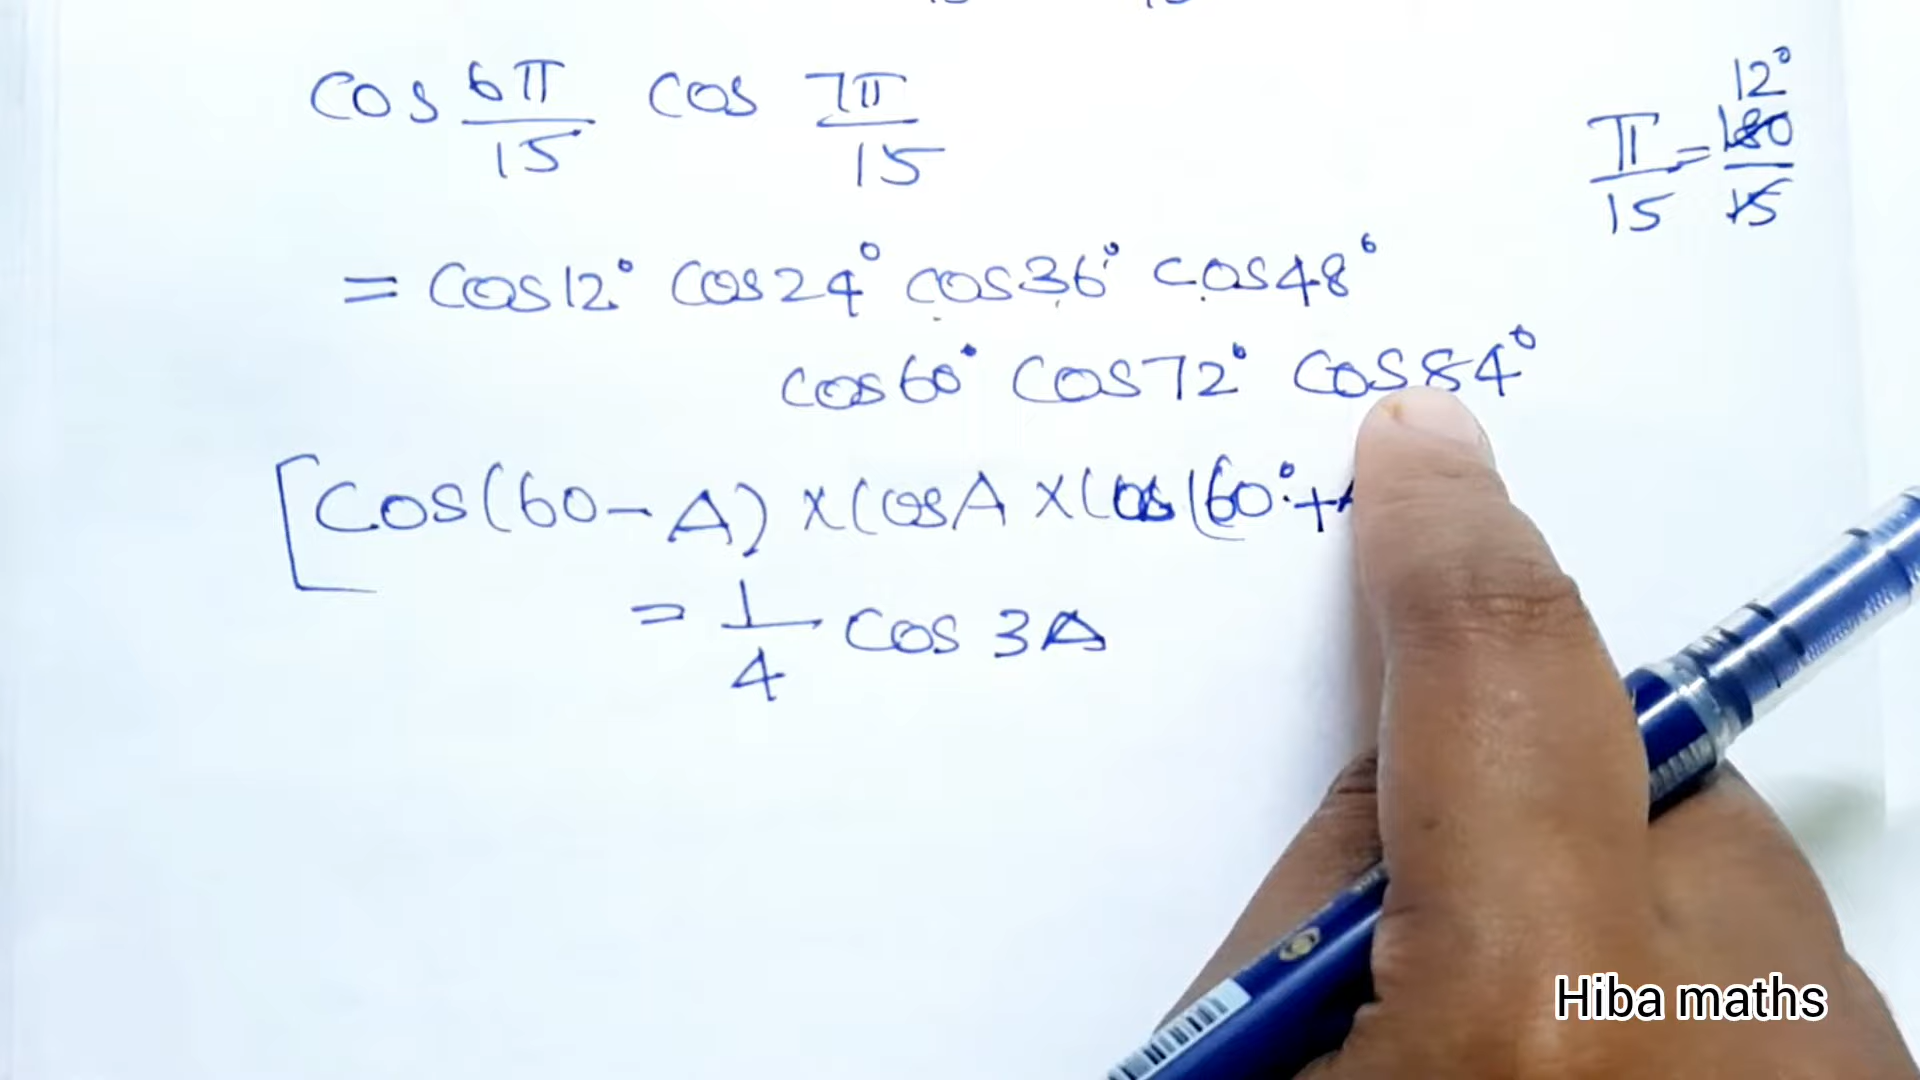 cos 6π/15 cos 7π/15
π/15 = 180/15 12°
= cos12° cos24° cos36° cos48°
cos60° cos72° cos84°
[cos(60-A) x cosA x cos(60°+A
= 1/4 cos 3A
Hiba maths